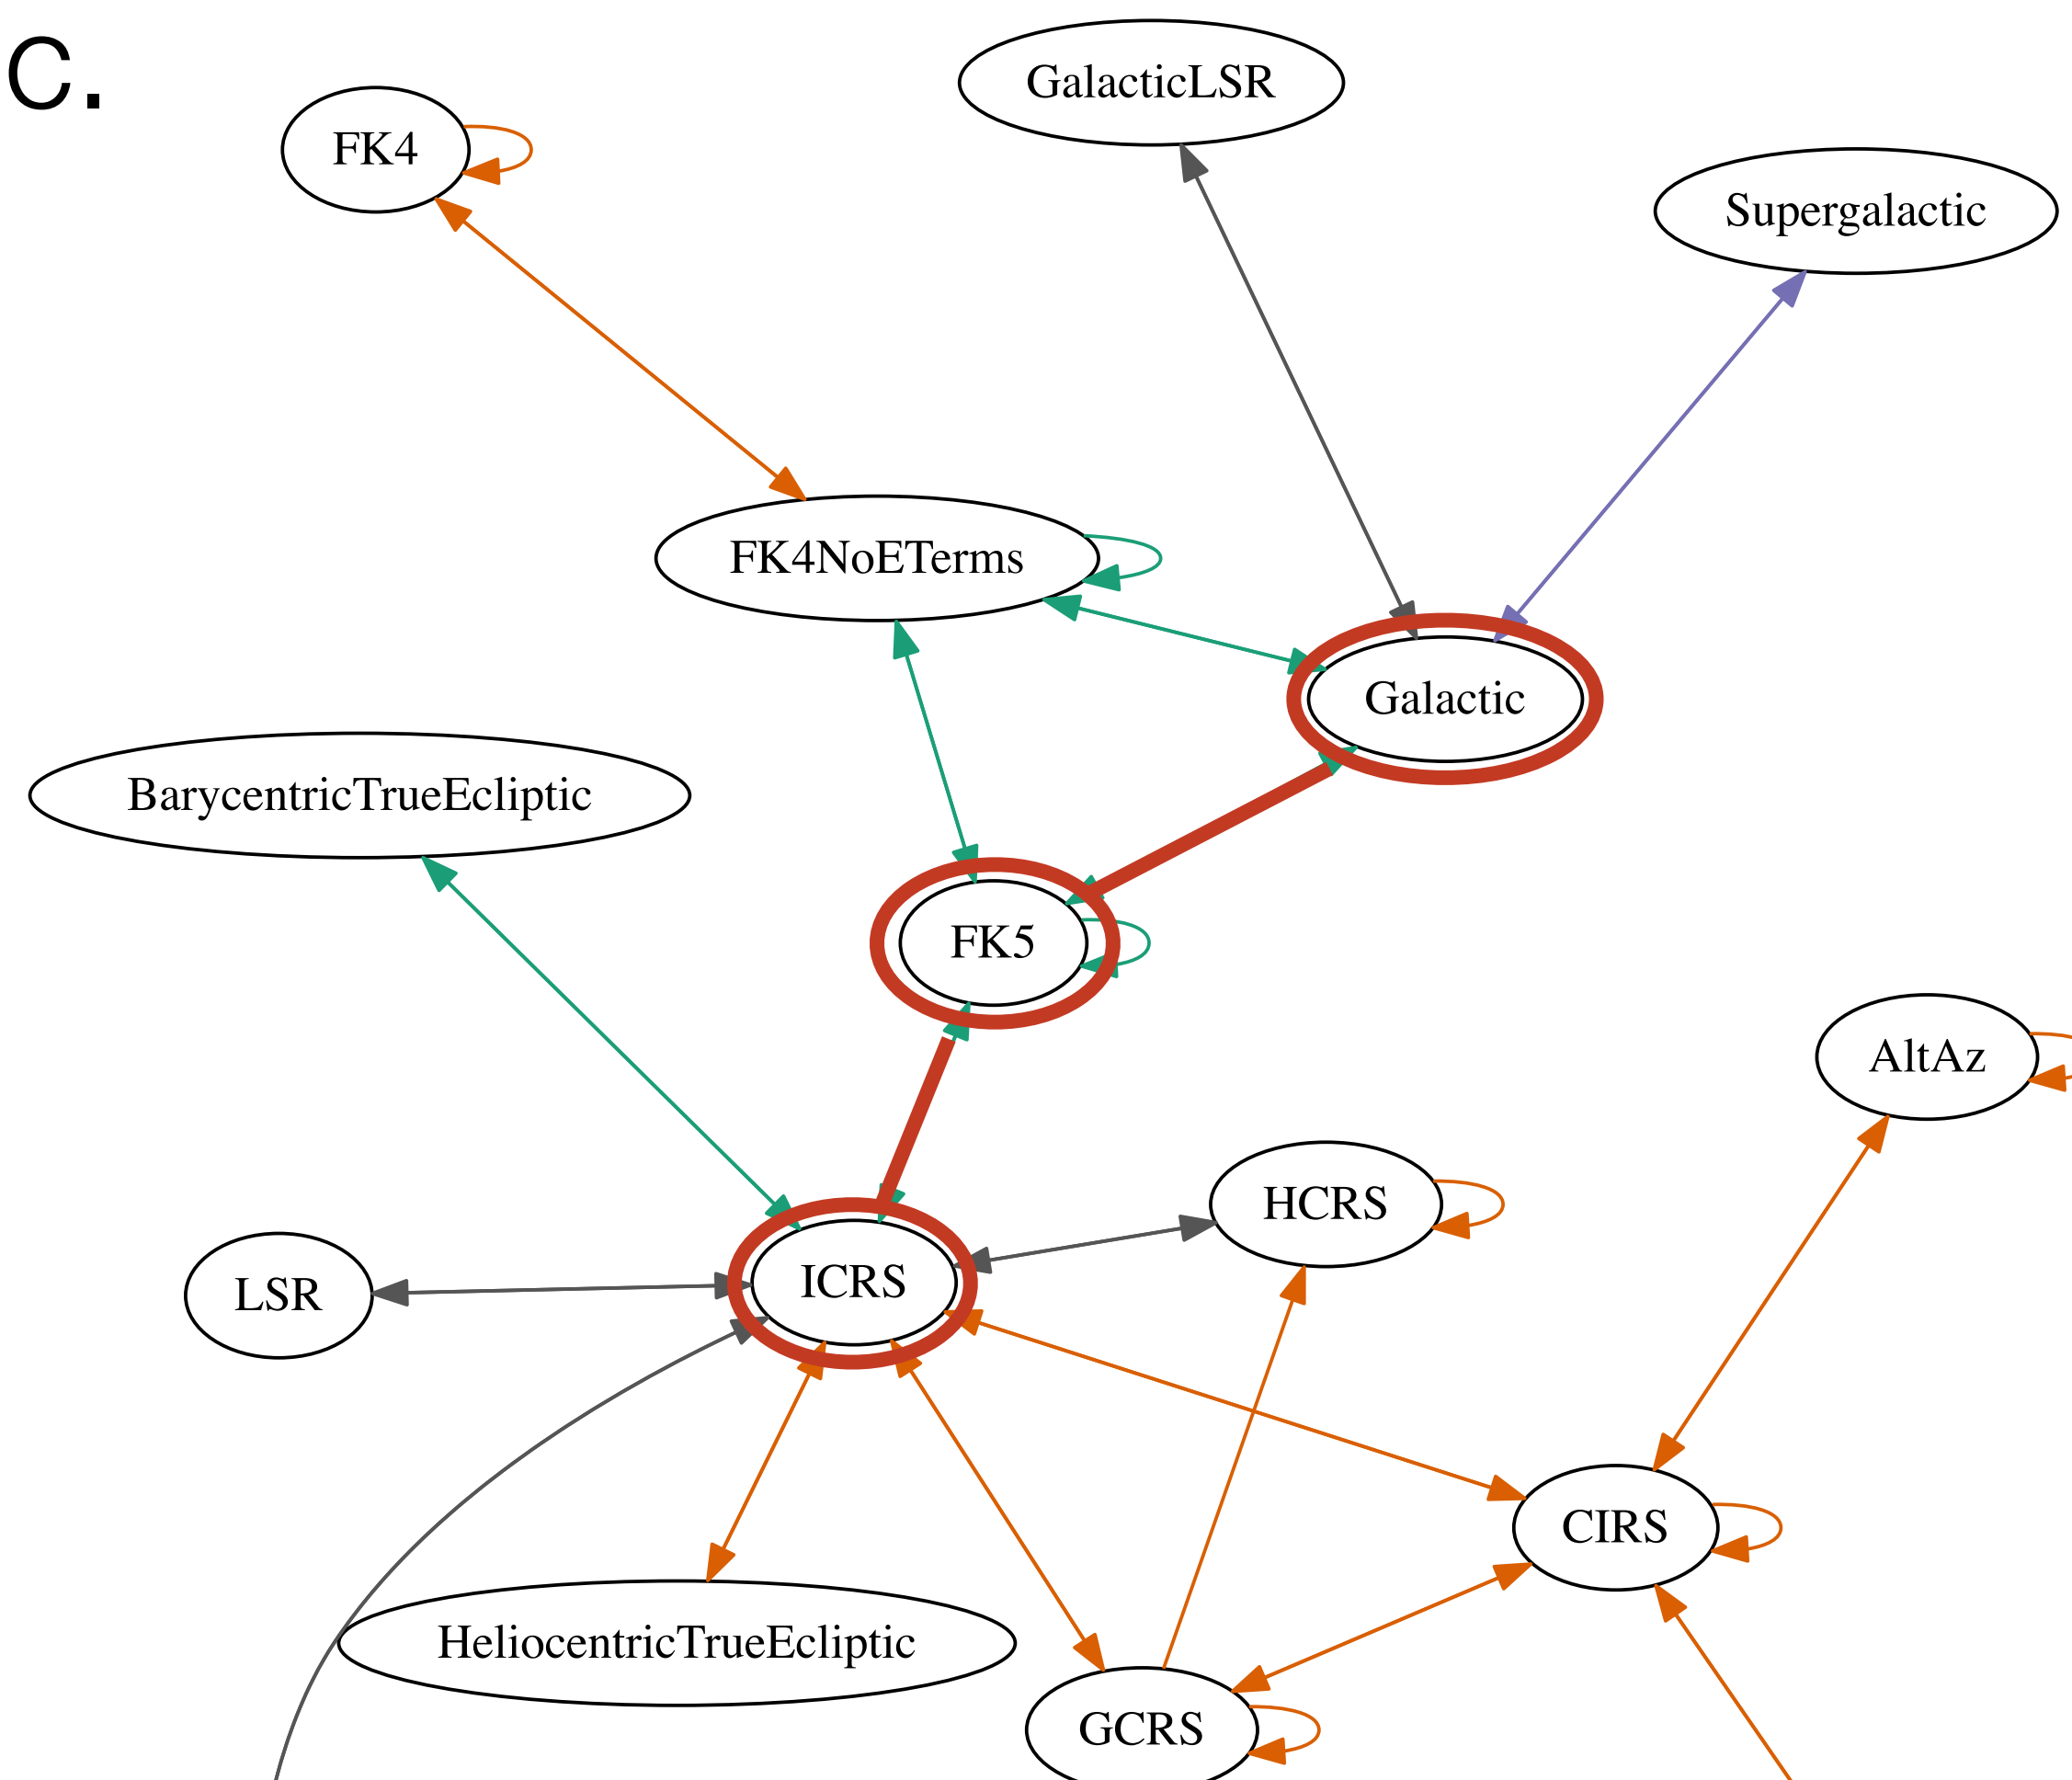 C.
GalacticLSR
FK4
Supergalactic
FK4NoETerms
Galactic
BarycentricTrueEcliptic
FK5
AltAz
HCRS
ICRS
LSR
CIRS
HeliocentricTrueEcliptic
GCRS